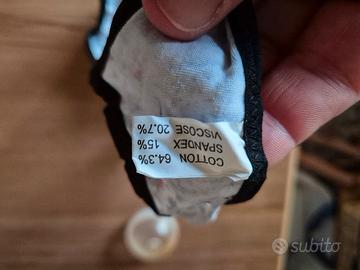 COTTON 64.3%
SPANDEX 15%
VISCOSE 20.7%
subito